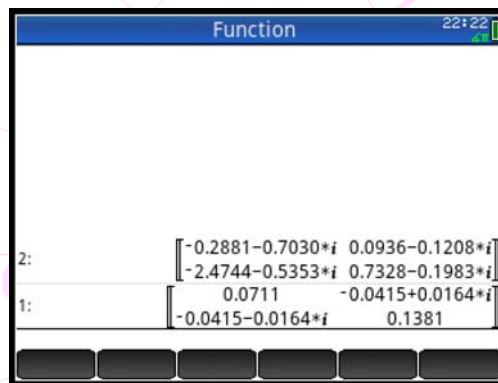 Function
22:22
∡π
2:
[-0.2881-0.7030*i 0.0936-0.1208*i]
[-2.4744-0.5353*i 0.7328-0.1983*i]
1:
[0.0711 -0.0415+0.0164*i]
[-0.0415-0.0164*i 0.1381]